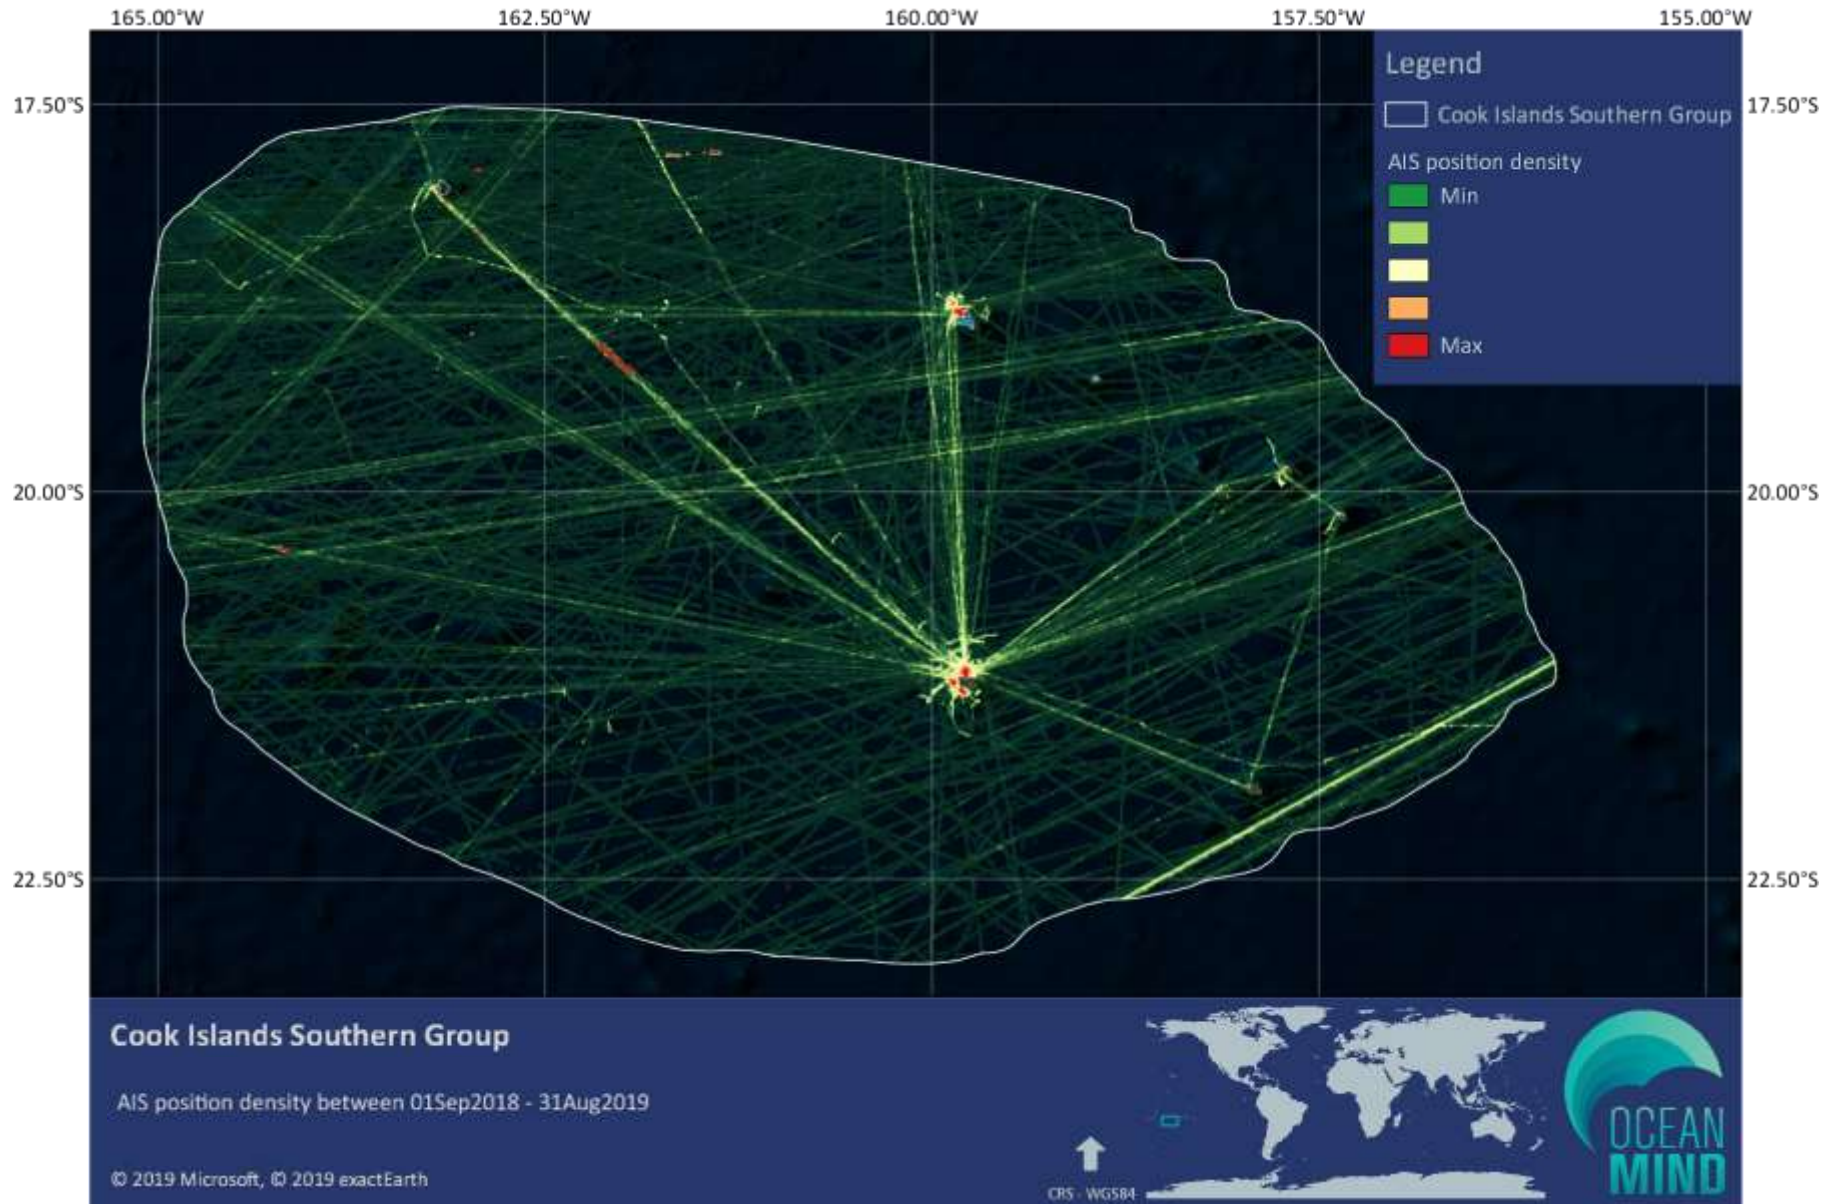 165.00°W 162.50°W 160.00°W 157.50°W 155.00°W
Legend
17.50°S 17.50°S
Cook Islands Southern Group
AIS position density
Min
Max
20.00°S 20.00°S
22.50°S 22.50°S
Cook Islands Southern Group
AIS position density between 01Sep2018 - 31Aug2019
© 2019 Microsoft, © 2019 exactEarth
CRS - WGS84
OCEAN
MIND